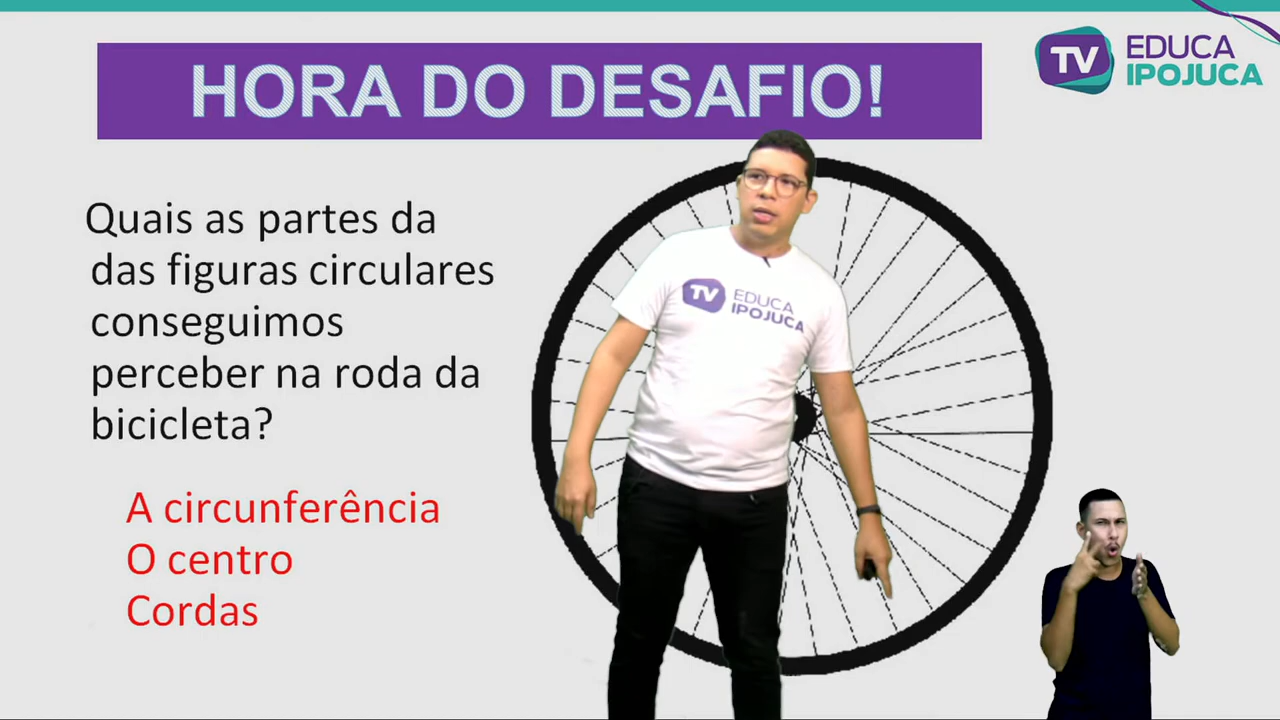 HORA DO DESAFIO!
TV EDUCA
IPOJUCA
Quais as partes da
das figuras circulares
conseguimos
perceber na roda da
bicicleta?
A circunferência
O centro
Cordas
TV EDUCA
IPOJUCA